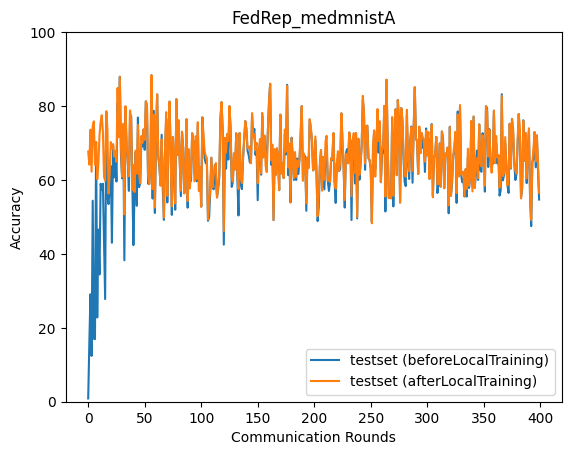 FedRep_medmnistA
Accuracy
100
80
60
40
20
0
0 50 100 150 200 250 300 350 400
Communication Rounds
testset (beforeLocalTraining)
testset (afterLocalTraining)